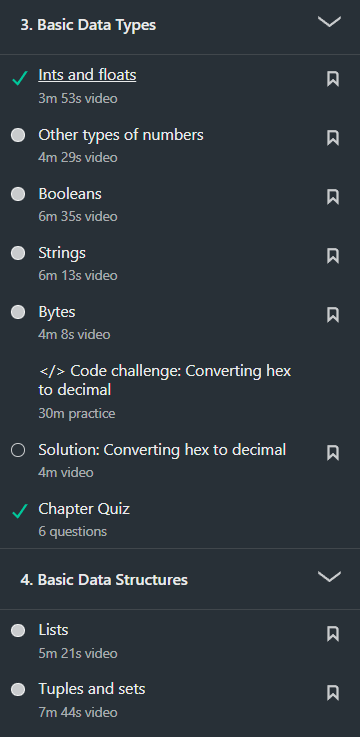 3. Basic Data Types
Ints and floats
3m 53s video
Other types of numbers
4m 29s video
Booleans
6m 35s video
Strings
6m 13s video
Bytes
4m 8s video
</> Code challenge: Converting hex
to decimal
30m practice
Solution: Converting hex to decimal
4m video
Chapter Quiz
6 questions
4. Basic Data Structures
Lists
5m 21s video
Tuples and sets
7m 44s video